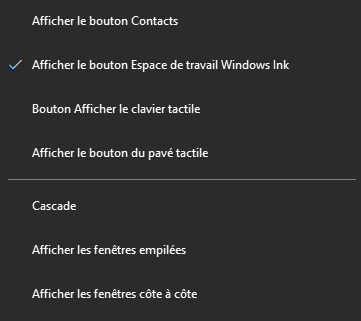 Afficher le bouton Contacts
Afficher le bouton Espace de travail Windows Ink
Bouton Afficher le clavier tactile
Afficher le bouton du pavé tactile
Cascade
Afficher les fenêtres empilées
Afficher les fenêtres côte à côte